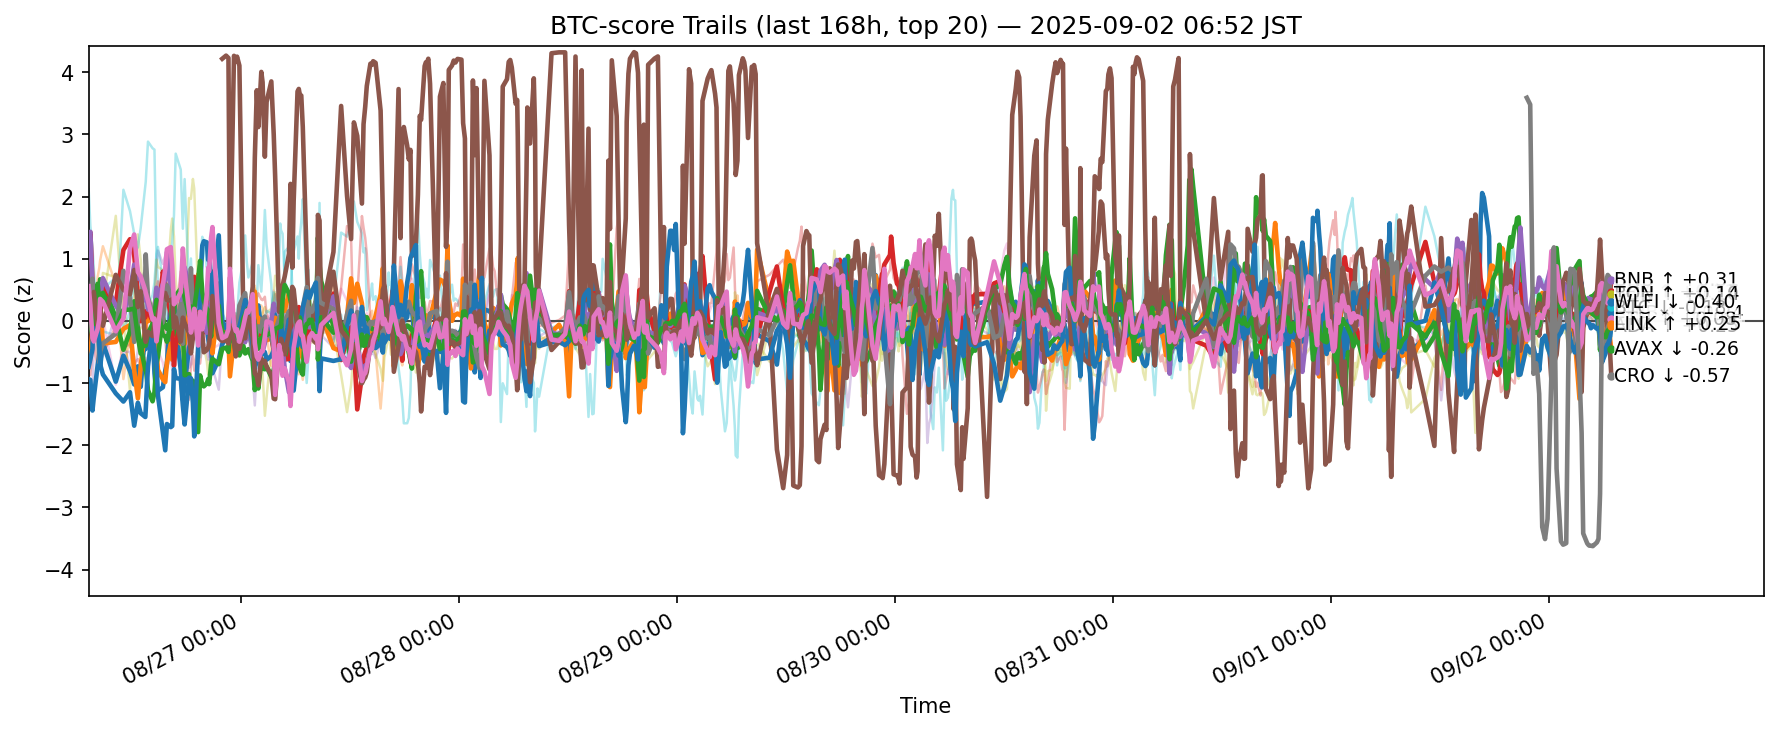 BTC-score Trails (last 168h, top 20) — 2025-09-02 06:52 JST
Score (z)
4
3
2
1
0
−1
−2
−3
−4
BNB ↑ +0.31
TON ↑ +0.14
WLFI ↓ -0.40
LINK ↑ +0.25
AVAX ↓ -0.26
CRO ↓ -0.57
08/27 00:00
08/28 00:00
08/29 00:00
08/30 00:00
08/31 00:00
09/01 00:00
09/02 00:00
Time